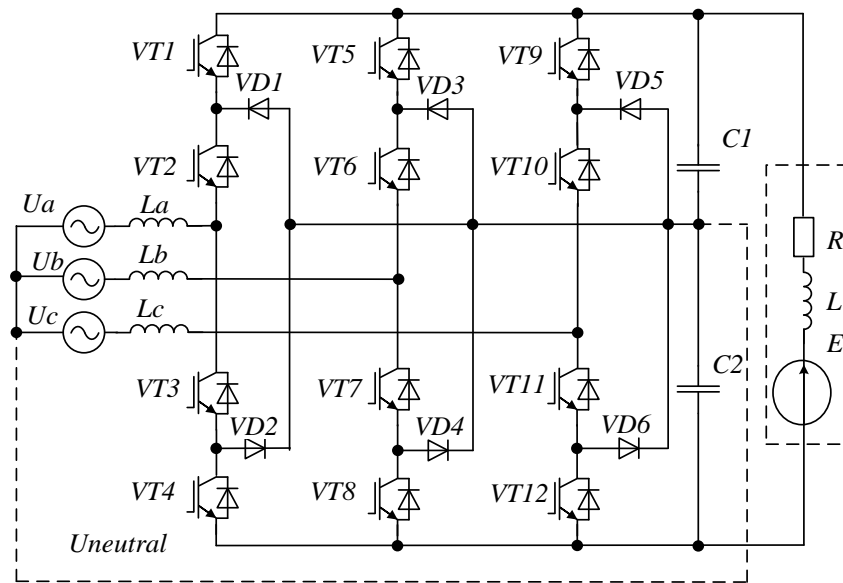 VT1 VT5 VT9
VD1 VD3 VD5
VT2 VT6 VT10 C1
Ua La
Ub Lb R
Uc Lc L
E
VT3 VT7 VT11 C2
VD2 VD4 VD6
VT4 VT8 VT12
Uneutral